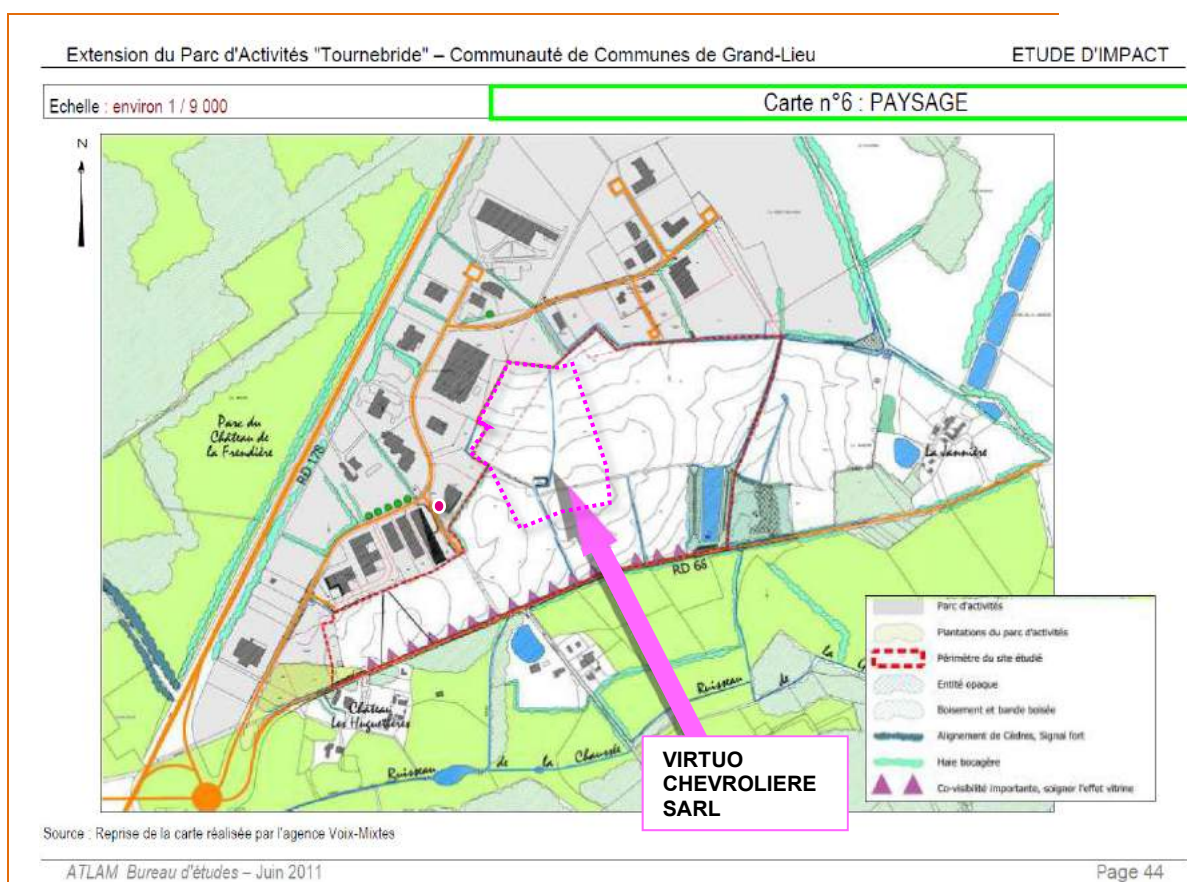 Extension du Parc d'Activités "Tournebride" – Communauté de Communes de Grand-Lieu
ETUDE D'IMPACT
Echelle : environ 1 / 9 000
Carte n°6 : PAYSAGE
N
Parc du
Château de
la Frendière
RD 178
La Jannière
RD 65
Château
Les Huguetières
Ruisseau de la Chaussée
Ruisseau de la
VIRTUO
CHEVROLIERE
SARL
Parc d'activités
Plantations du parc d'activités
Périmètre du site étudié
Entité opaque
Boisement et bande boisée
Alignement de Cèdres, Signal fort
Haie bocagère
Co-visibilité importante, soigner l'effet vitrine
Source : Reprise de la carte réalisée par l'agence Voix-Mixtes
ATLAM Bureau d'études – Juin 2011
Page 44